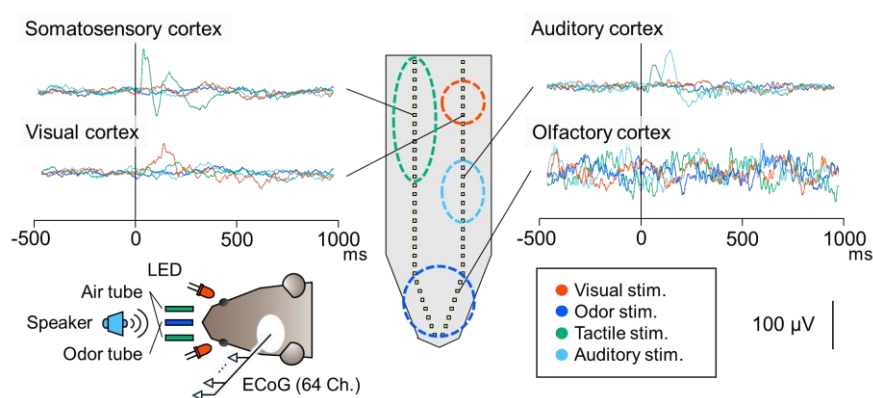 Somatosensory cortex
Visual cortex
-500 0 500 1000
ms
Auditory cortex
Olfactory cortex
-500 0 500 1000
ms
LED
Air tube
Speaker
Odor tube
ECoG (64 Ch.)
Visual stim.
Odor stim.
Tactile stim.
Auditory stim.
100 μV